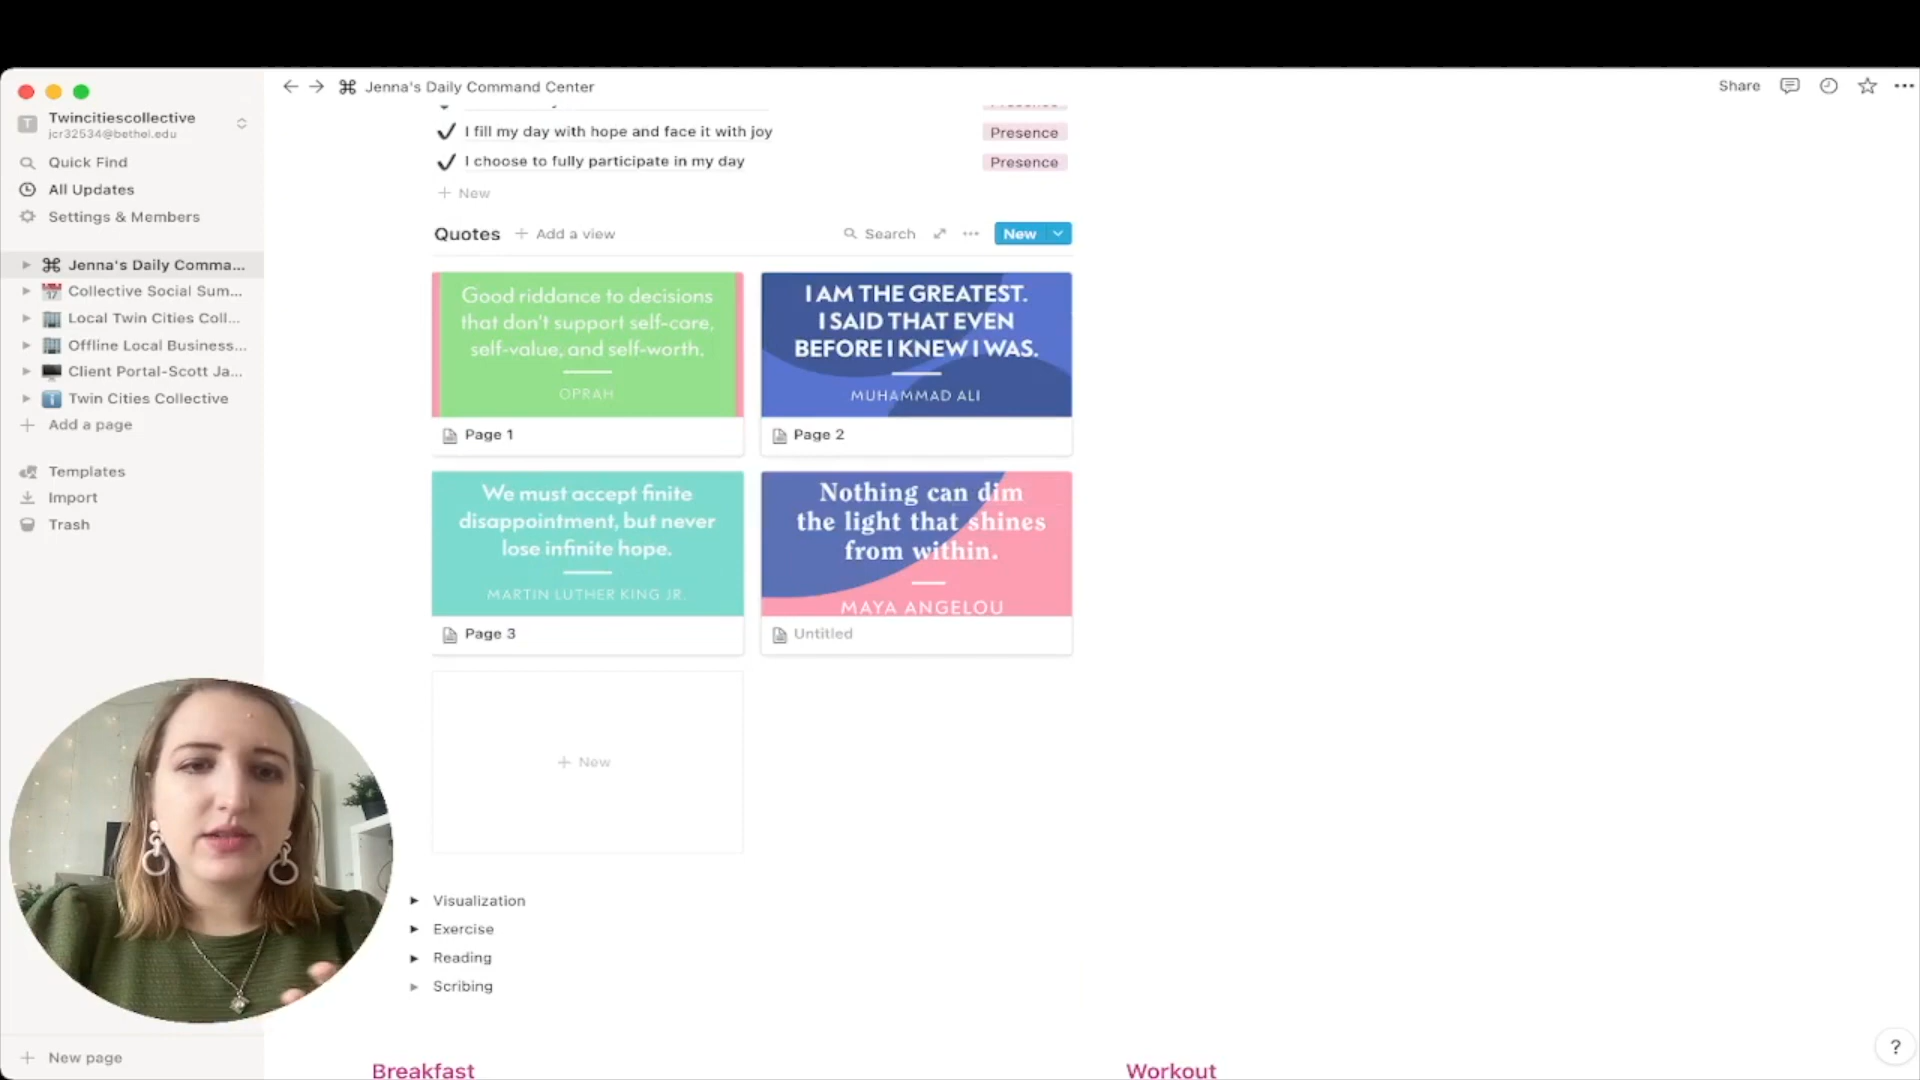 Jenna's Daily Command Center
Share
Twincitiescollective
jcr32534@bethel.edu
T
Quick Find
All Updates
Settings & Members
Jenna's Daily Comma...
Collective Social Sum...
Local Twin Cities Coll...
Offline Local Business...
Client Portal-Scott Ja...
Twin Cities Collective
Add a page
Templates
Import
Trash
New page
I fill my day with hope and face it with joy
Presence
I choose to fully participate in my day
Presence
New
Quotes
Add a view
Search
New
Good riddance to decisions
that don't support self-care,
self-value, and self-worth.
OPRAH
Page 1
I AM THE GREATEST.
I SAID THAT EVEN
BEFORE I KNEW I WAS.
MUHAMMAD ALI
Page 2
We must accept finite
disappointment, but never
lose infinite hope.
MARTIN LUTHER KING JR.
Page 3
Nothing can dim
the light that shines
from within.
MAYA ANGELOU
Untitled
New
Visualization
Exercise
Reading
Scribing
Breakfast
Workout
?